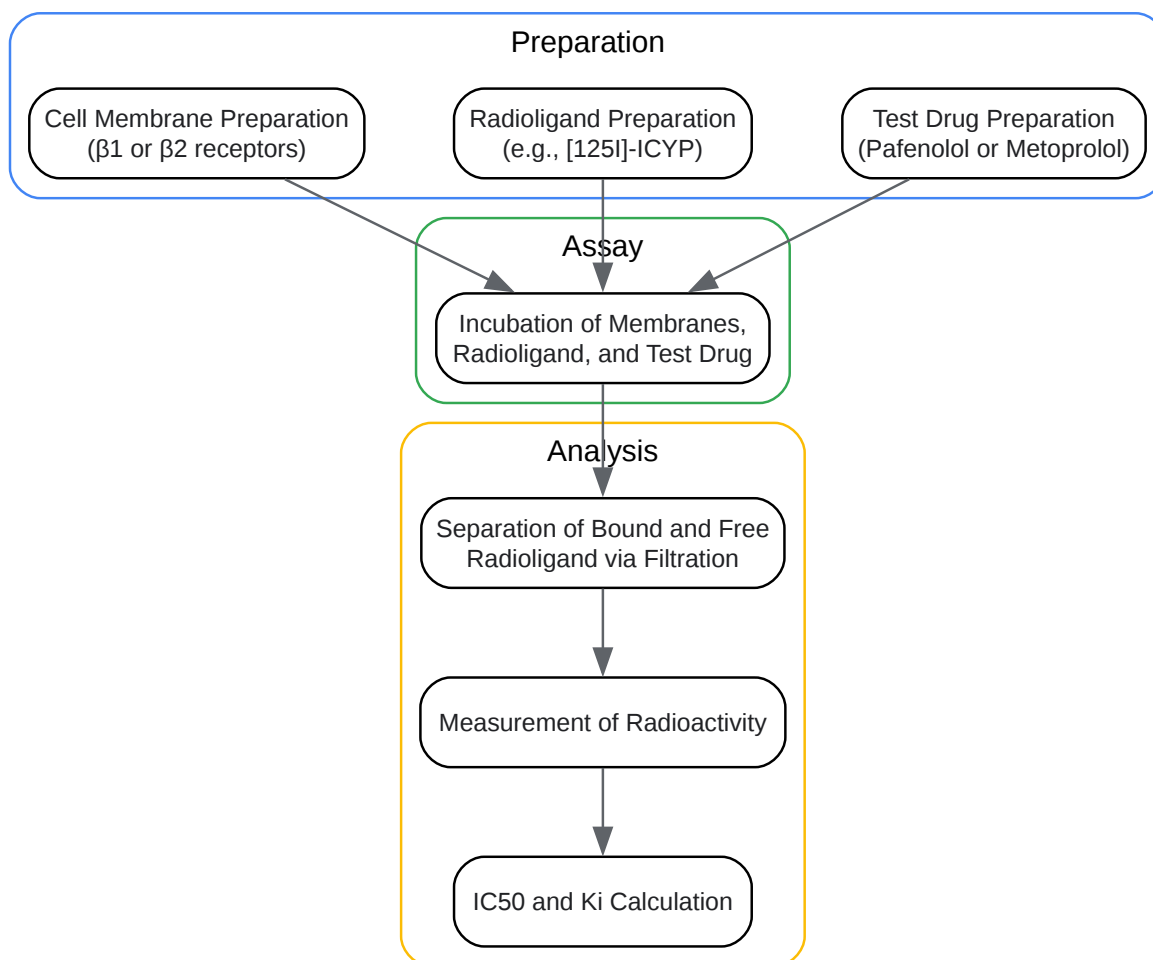 Preparation
Cell Membrane Preparation
(β1 or β2 receptors)
Radioligand Preparation
(e.g., [125I]-ICYP)
Test Drug Preparation
(Pafenolol or Metoprolol)
Assay
Incubation of Membranes,
Radioligand, and Test Drug
Analysis
Separation of Bound and Free
Radioligand via Filtration
Measurement of Radioactivity
IC50 and Ki Calculation